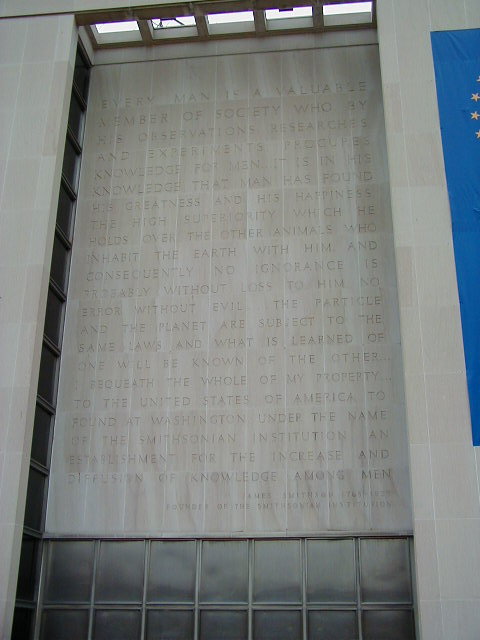 EVERY MAN IS A VALUABLE
MEMBER OF SOCIETY WHO BY
HIS OBSERVATIONS RESEARCHES
AND EXPERIMENTS PROCURES
KNOWLEDGE FOR MEN IT IS IN HIS
KNOWLEDGE THAT MAN HAS FOUND
HIS GREATNESS AND HIS HAPPINESS
THE HIGH SUPERIORITY WHICH HE
HOLDS OVER THE OTHER ANIMALS WHO
INHABIT THE EARTH WITH HIM AND
CONSEQUENTLY NO IGNORANCE IS
PROBABLY WITHOUT LOSS TO HIM NO
ERROR WITHOUT EVIL... THE PARTICLE
AND THE PLANET ARE SUBJECT TO THE
SAME LAWS AND WHAT IS LEARNED OF
ONE WILL BE KNOWN OF THE OTHER...
I BEQUEATH THE WHOLE OF MY PROPERTY...
TO THE UNITED STATES OF AMERICA TO
FOUND AT WASHINGTON UNDER THE NAME
OF THE SMITHSONIAN INSTITUTION AN
ESTABLISHMENT FOR THE INCREASE AND
DIFFUSION OF KNOWLEDGE AMONG MEN
JAMES SMITHSON 1765-1829
FOUNDER OF THE SMITHSONIAN INSTITUTION